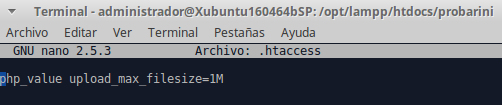 Terminal - administrador@Xubuntu160464bSP: /opt/lampp/htdocs/probarini
Archivo Editar Ver Terminal Pestañas Ayuda
GNU nano 2.5.3 Archivo: .htaccess
php_value upload_max_filesize=1M